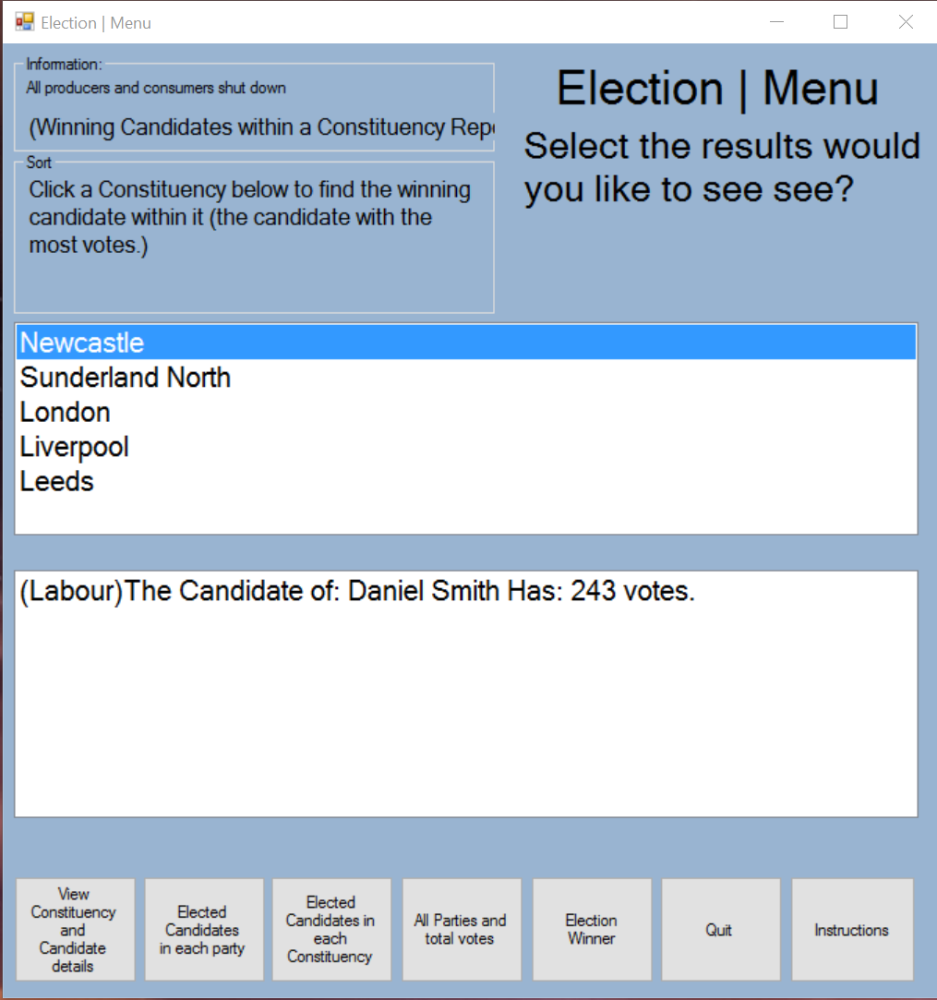 Election | Menu
Information:
All producers and consumers shut down
(Winning Candidates within a Constituency Rep
Sort
Click a Constituency below to find the winning
candidate within it (the candidate with the
most votes.)
Election | Menu
Select the results would
you like to see see?
Newcastle
Sunderland North
London
Liverpool
Leeds
(Labour)The Candidate of: Daniel Smith Has: 243 votes.
View
Constituency
and
Candidate
details
Elected
Candidates
in each party
Elected
Candidates in
each
Constituency
All Parties and
total votes
Election
Winner
Quit
Instructions